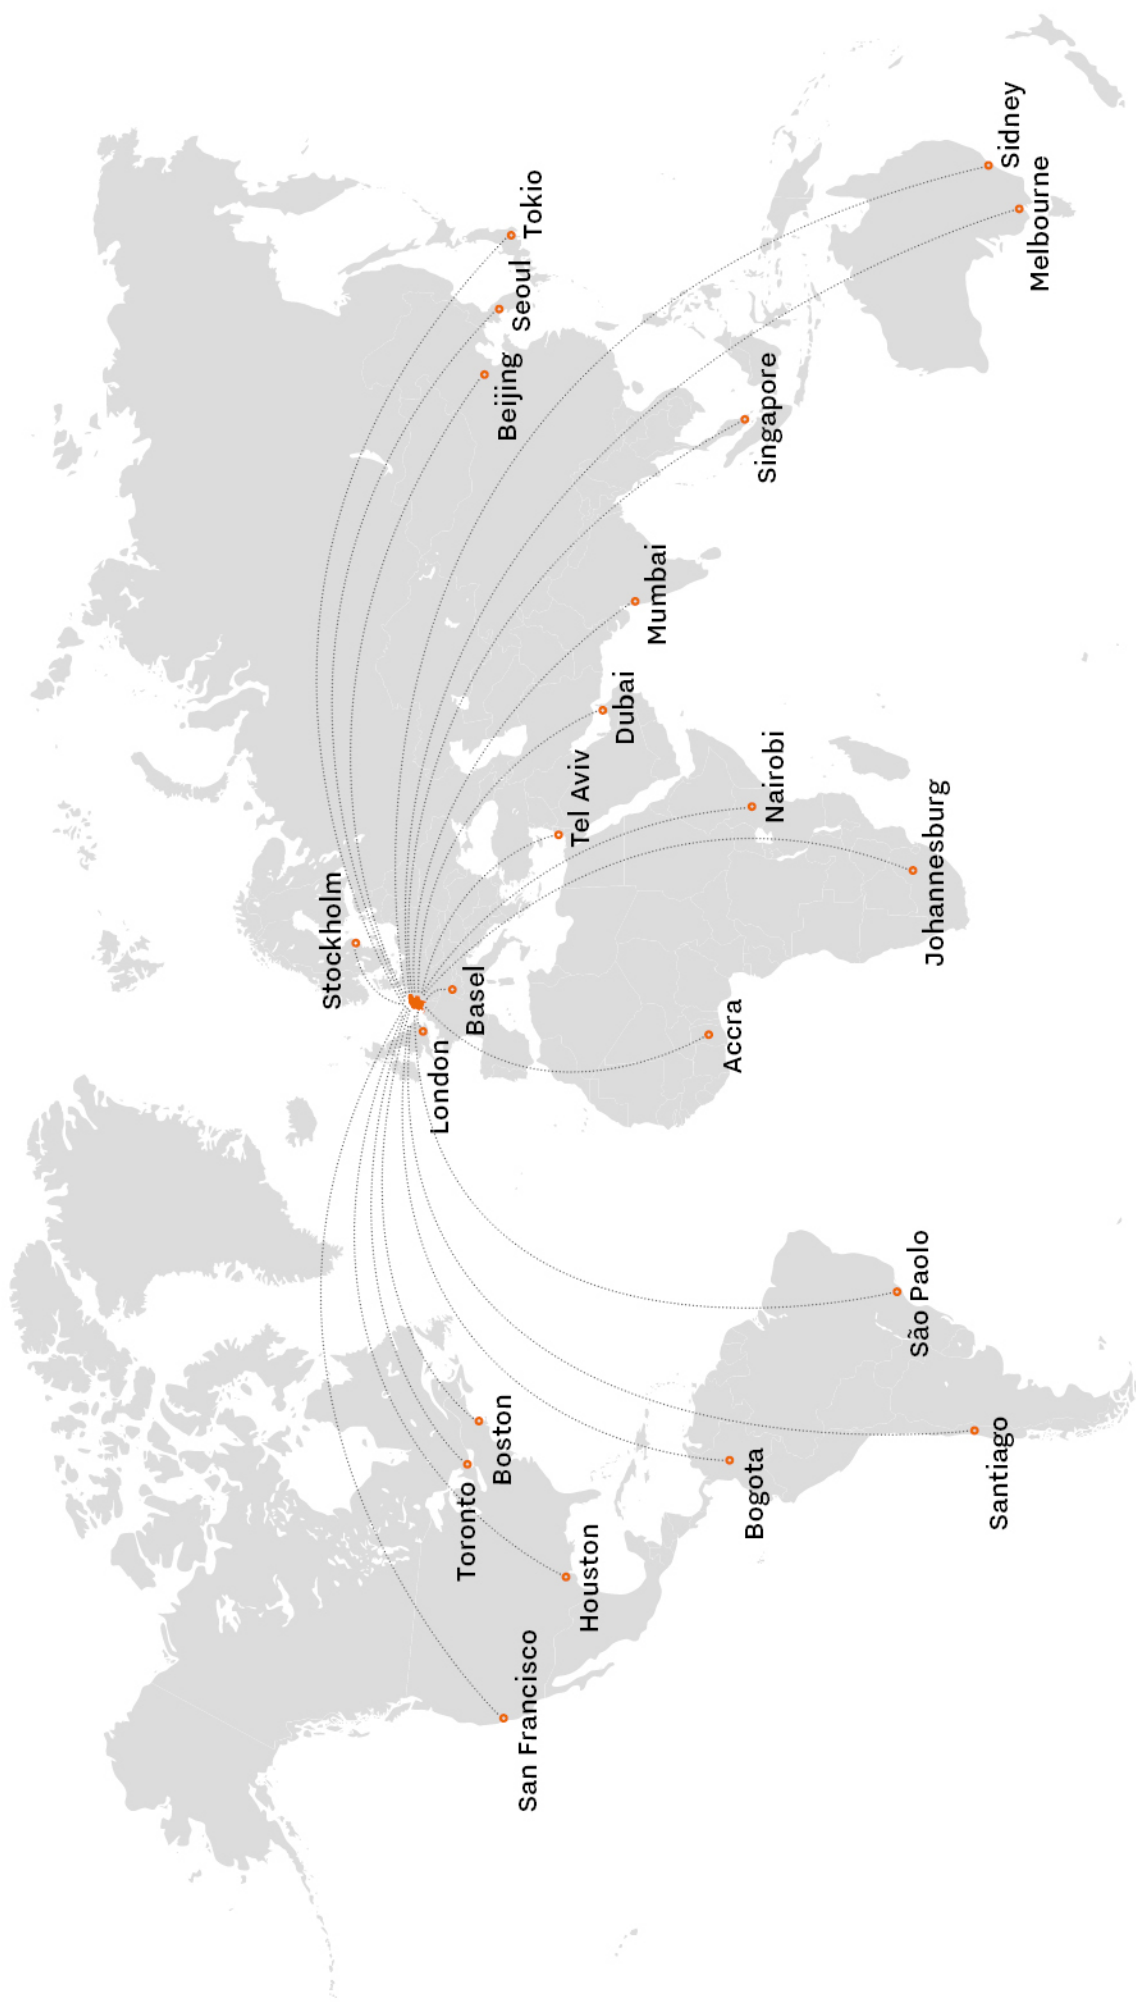 Stockholm
London
Basel
San Francisco
Toronto
Boston
Houston
Bogota
São Paolo
Santiago
Accra
Tel Aviv
Dubai
Nairobi
Johannesburg
Mumbai
Beijing
Seoul
Tokio
Singapore
Melbourne
Sidney